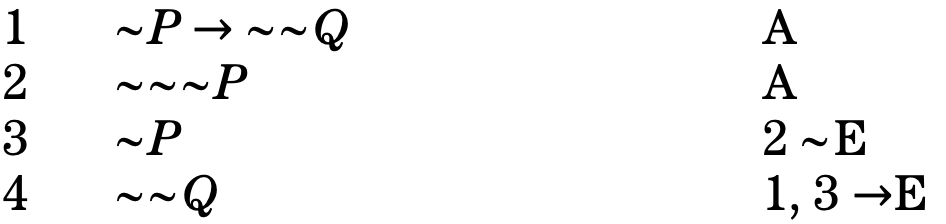 1 ~P → ~~Q A
2 ~~~P A
3 ~P 2 ~E
4 ~~Q 1, 3 →E